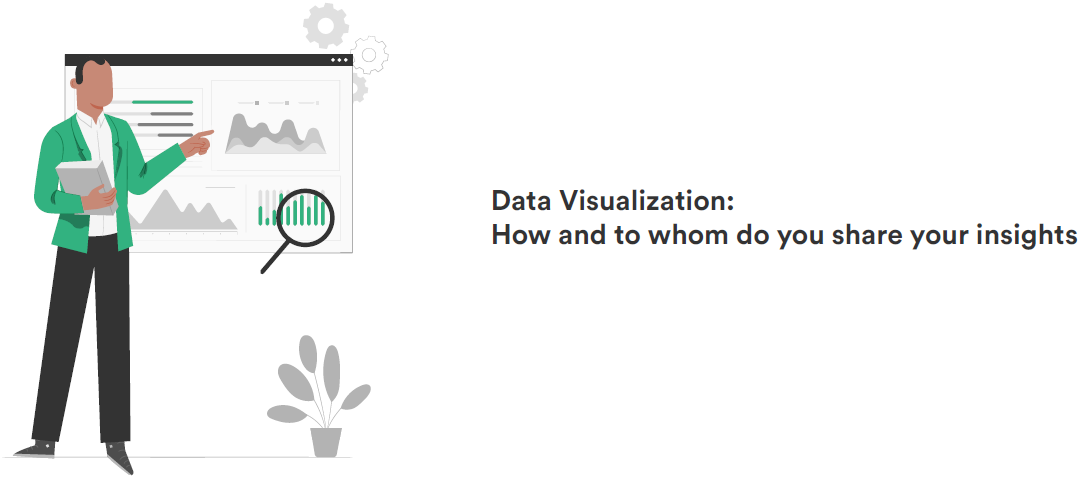 Data Visualization:
How and to whom do you share your insights